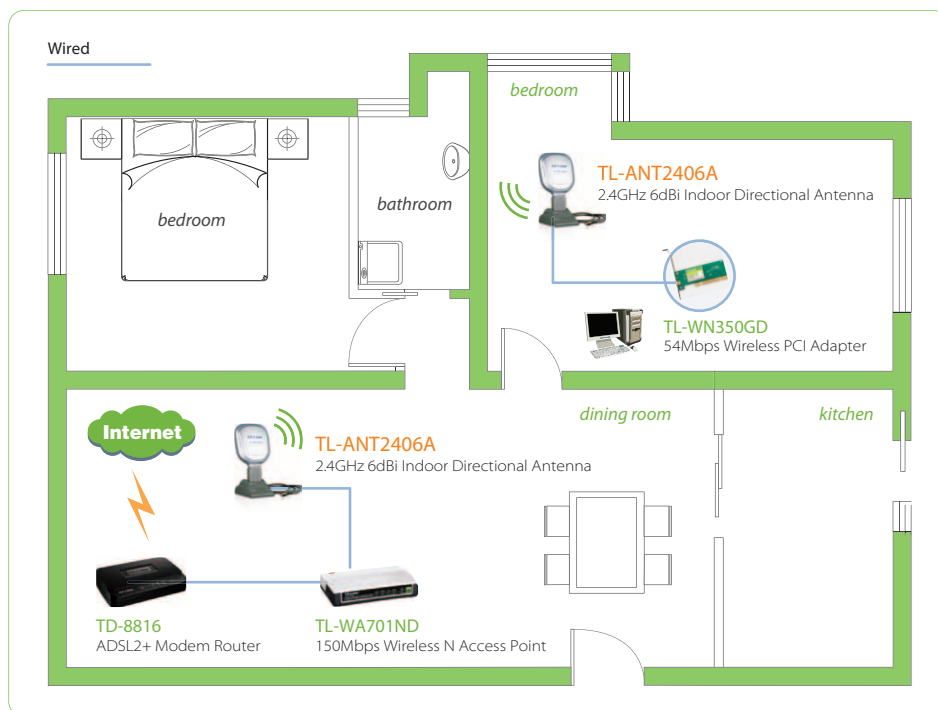 Wired
bedroom
TL-ANT2406A
2.4GHz 6dBi Indoor Directional Antenna
bedroom
bathroom
TL-WN350GD
54Mbps Wireless PCI Adapter
dining room
kitchen
Internet
TL-ANT2406A
2.4GHz 6dBi Indoor Directional Antenna
TD-8816
ADSL2+ Modem Router
TL-WA701ND
150Mbps Wireless N Access Point